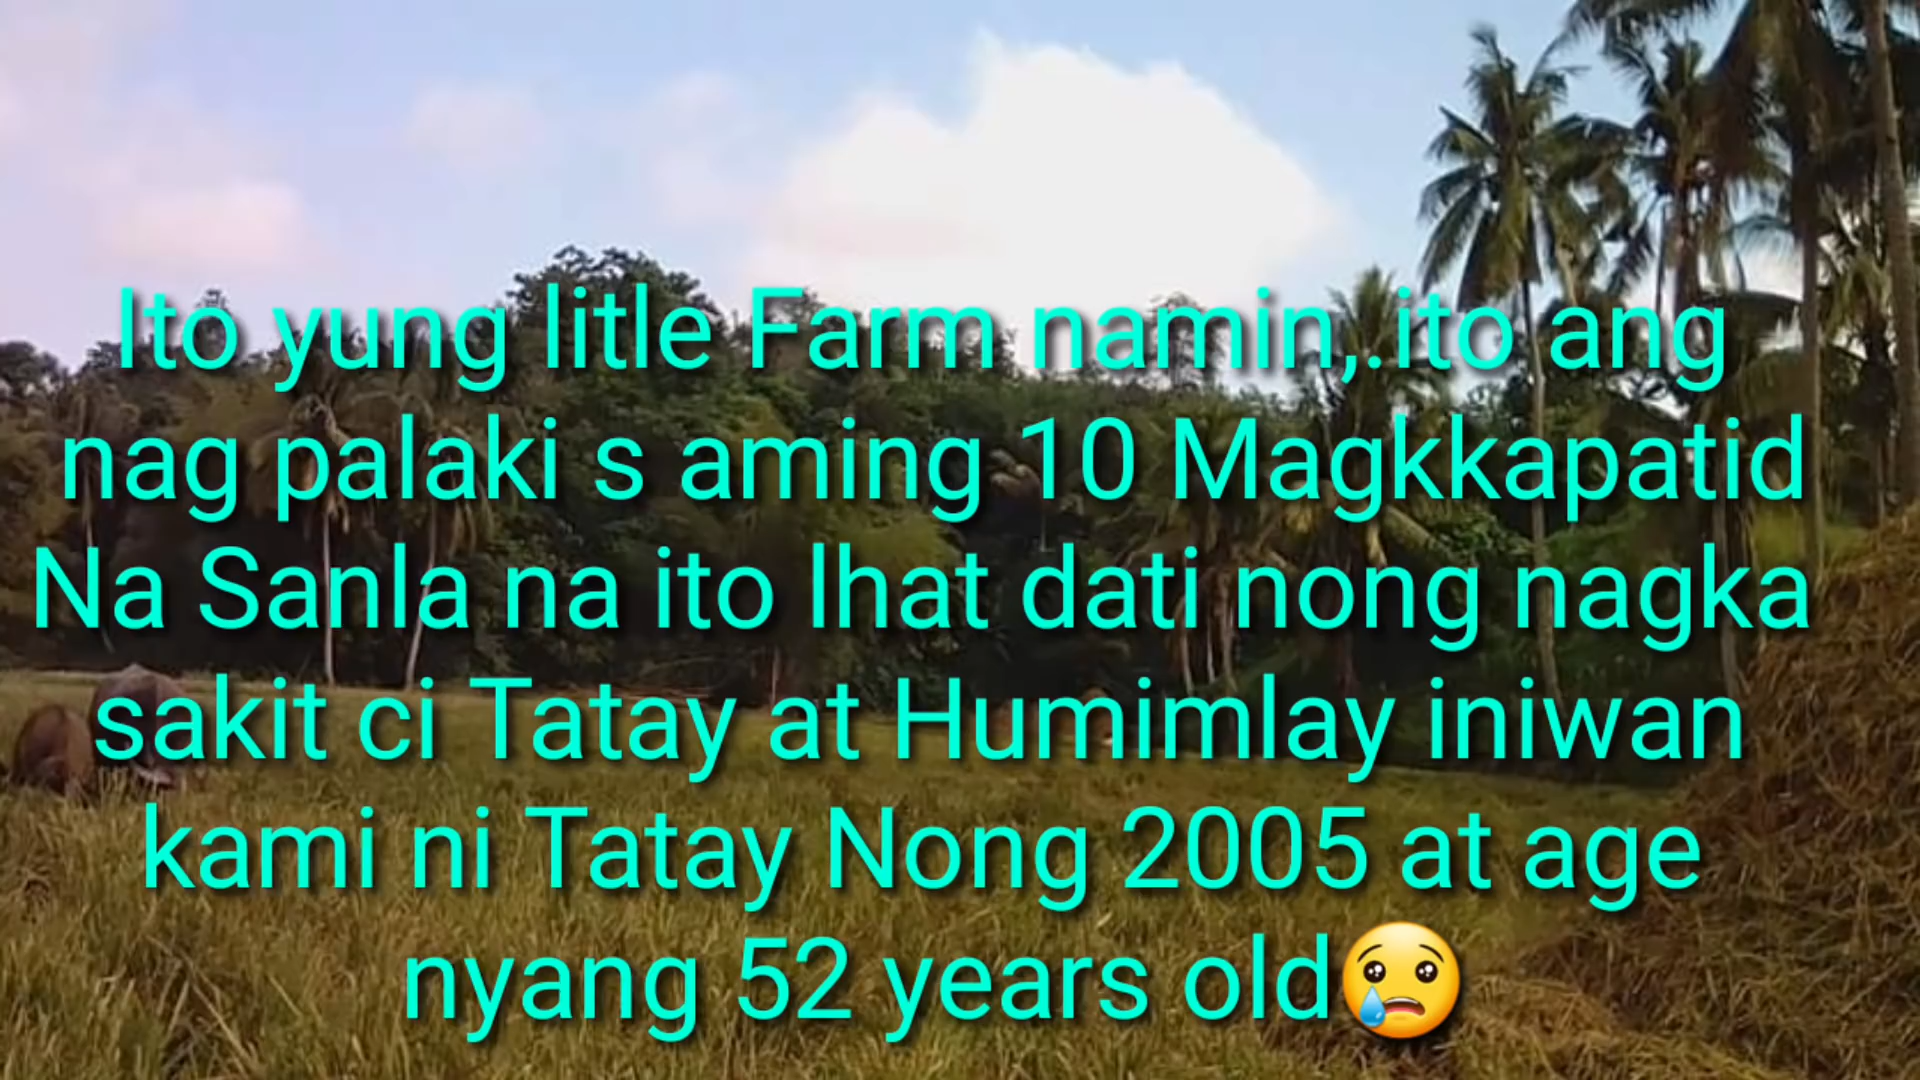 Ito yung litle Farm namin,.ito ang
nag palaki s aming 10 Magkkapatid
Na Sanla na ito lhat dati nong nagka
sakit ci Tatay at Humimlay iniwan
kami ni Tatay Nong 2005 at age
nyang 52 years old😢